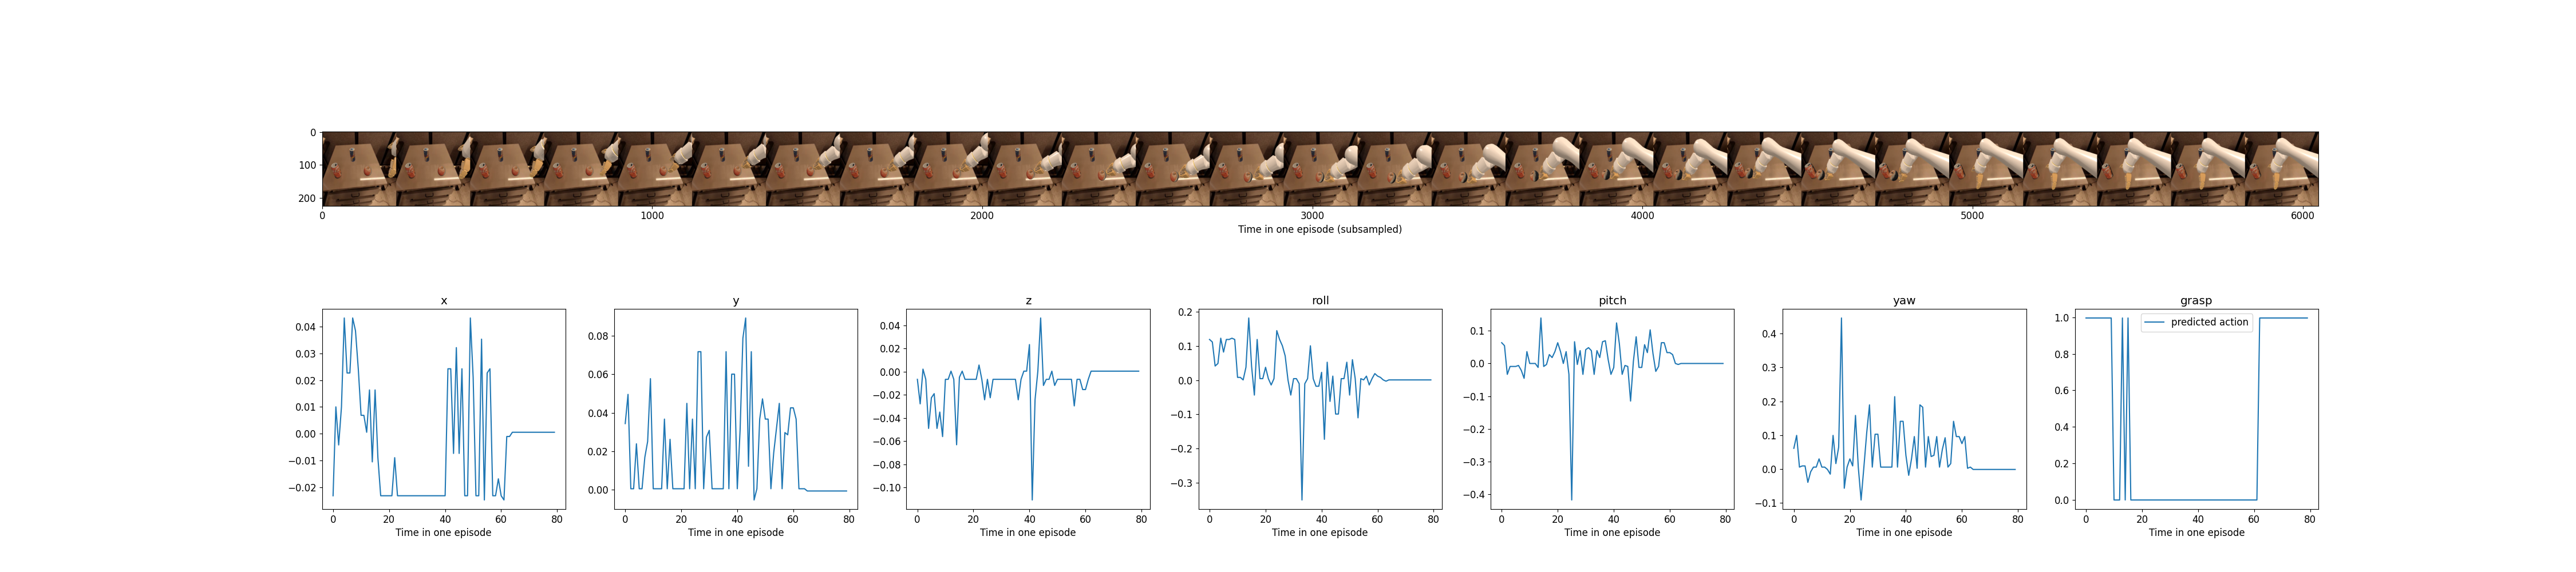 0
100
200
0 1000 2000 3000 4000 5000 6000
Time in one episode (subsampled)
x
0.04
0.03
0.02
0.01
0.00
−0.01
−0.02
0 20 40 60 80
Time in one episode
y
0.08
0.06
0.04
0.02
0.00
0 20 40 60 80
Time in one episode
z
0.04
0.02
0.00
−0.02
−0.04
−0.06
−0.08
−0.10
0 20 40 60 80
Time in one episode
roll
0.2
0.1
0.0
−0.1
−0.2
−0.3
0 20 40 60 80
Time in one episode
pitch
0.1
0.0
−0.1
−0.2
−0.3
−0.4
0 20 40 60 80
Time in one episode
yaw
0.4
0.3
0.2
0.1
0.0
−0.1
0 20 40 60 80
Time in one episode
grasp
predicted action
1.0
0.8
0.6
0.4
0.2
0.0
0 20 40 60 80
Time in one episode